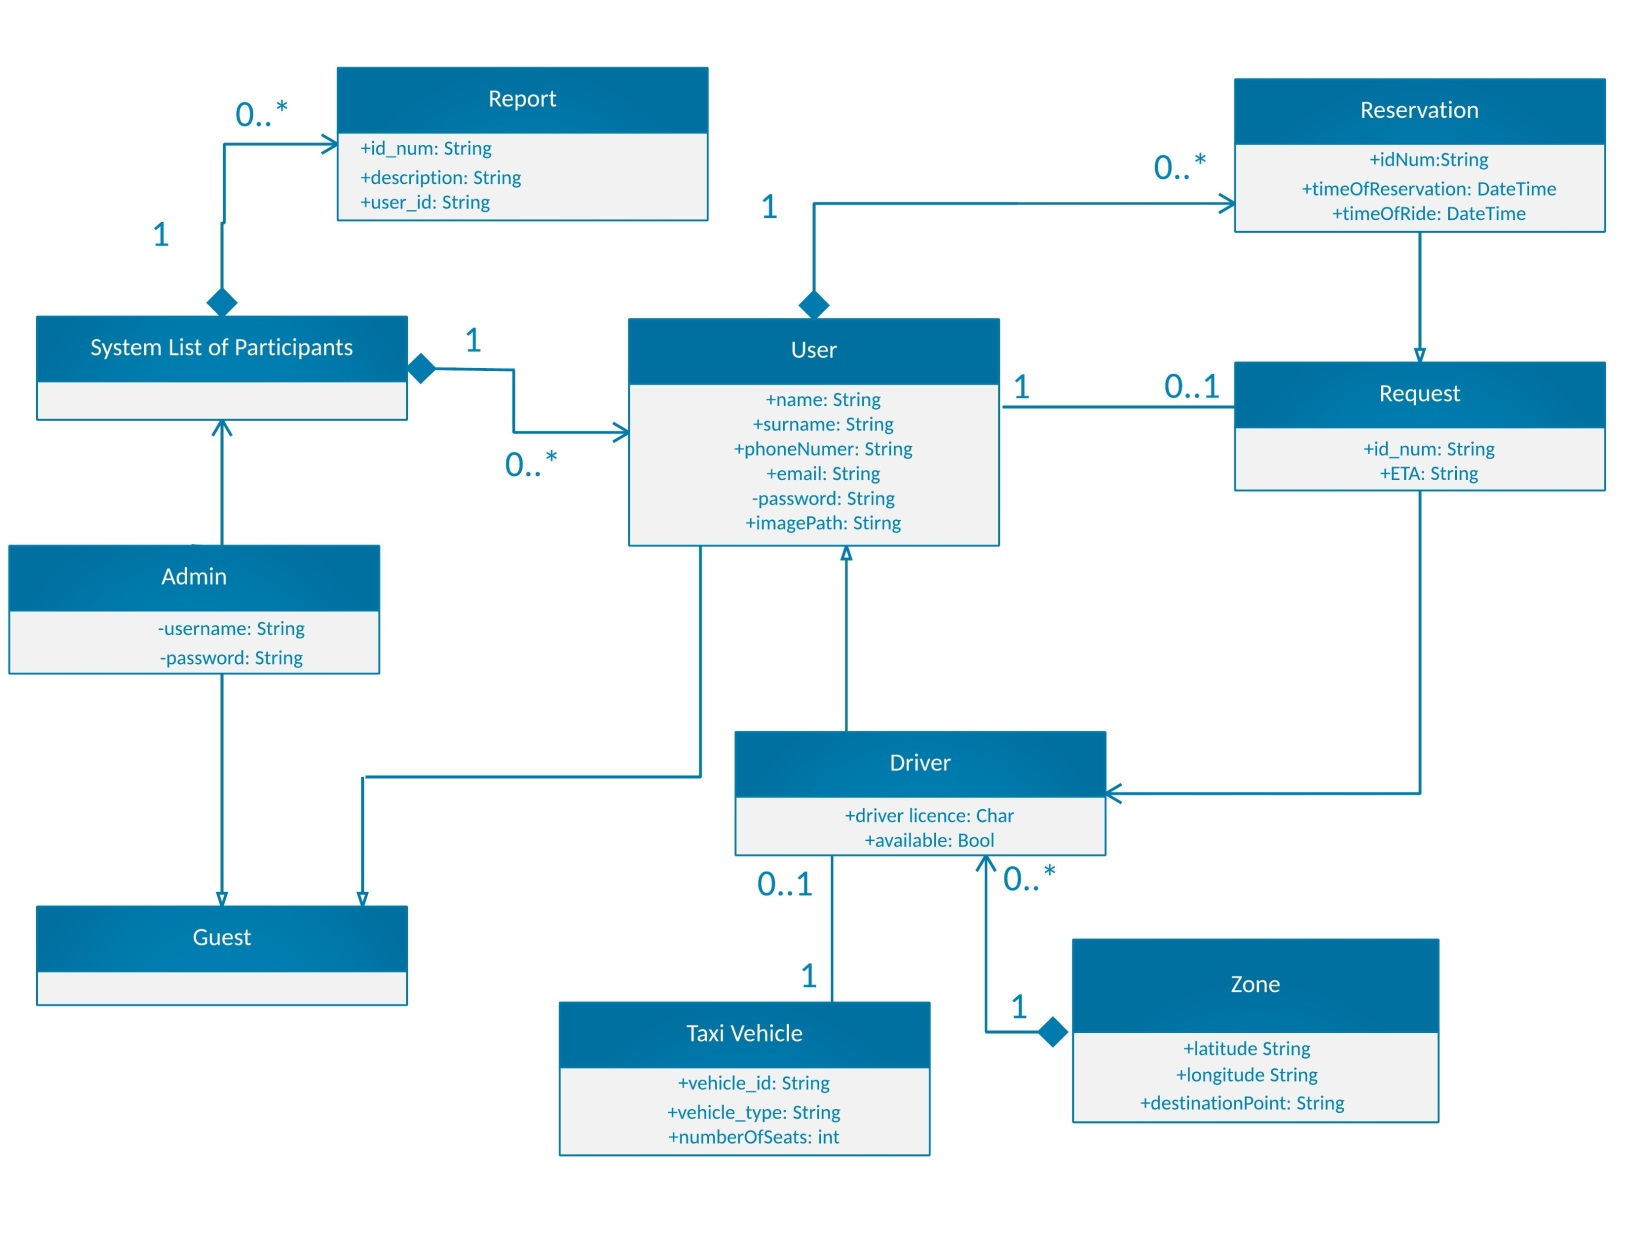 Report
+id_num: String
+description: String
+user_id: String
0..*
1
Reservation
+idNum:String
+timeOfReservation: DateTime
+timeOfRide: DateTime
0..*
1
System List of Participants
1
0..*
User
+name: String
+surname: String
+phoneNumer: String
+email: String
-password: String
+imagePath: Stirng
1
0..1
Request
+id_num: String
+ETA: String
Admin
-username: String
-password: String
Driver
+driver licence: Char
+available: Bool
0..1
0..*
1
1
Guest
Taxi Vehicle
+vehicle_id: String
+vehicle_type: String
+numberOfSeats: int
Zone
+latitude String
+longitude String
+destinationPoint: String